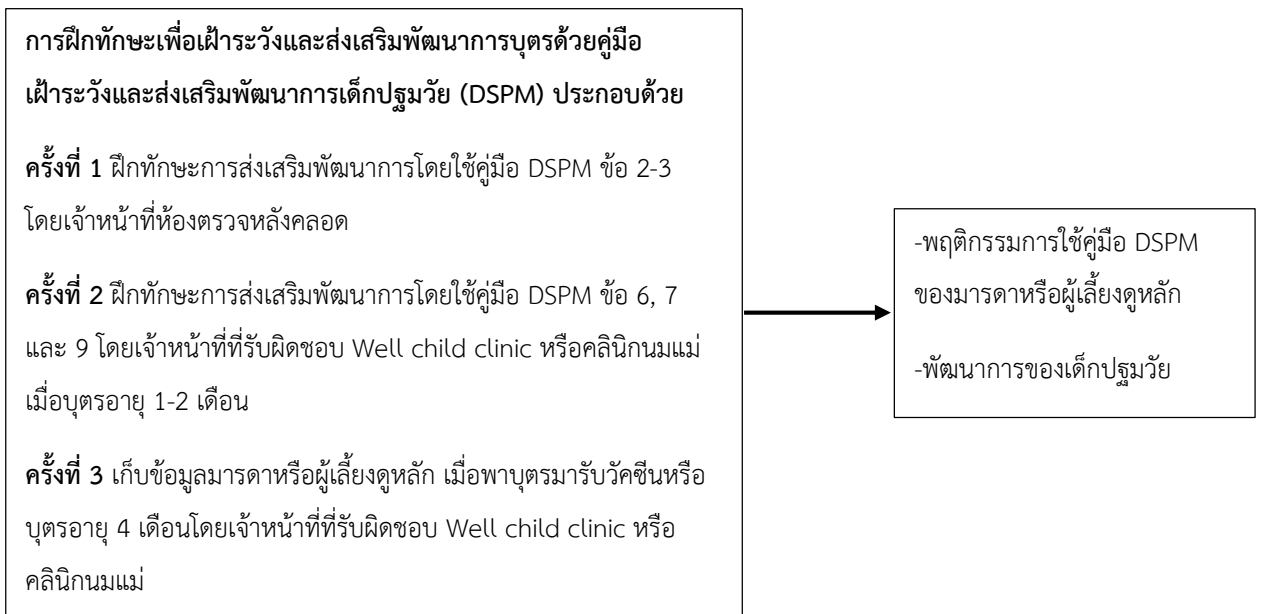 การฝึกทักษะเพื่อเฝ้าระวังและส่งเสริมพัฒนาการบุตรด้วยคู่มือ
เฝ้าระวังและส่งเสริมพัฒนาการเด็กปฐมวัย (DSPM) ประกอบด้วย
ครั้งที่ 1 ฝึกทักษะการส่งเสริมพัฒนาการโดยใช้คู่มือ DSPM ข้อ 2-3
โดยเจ้าหน้าที่ห้องตรวจหลังคลอด
ครั้งที่ 2 ฝึกทักษะการส่งเสริมพัฒนาการโดยใช้คู่มือ DSPM ข้อ 6, 7
และ 9 โดยเจ้าหน้าที่ที่รับผิดชอบ Well child clinic หรือคลินิกนมแม่
เมื่อบุตรอายุ 1-2 เดือน
ครั้งที่ 3 เก็บข้อมูลมารดาหรือผู้เลี้ยงดูหลัก เมื่อพาบุตรมารับวัคซีนหรือ
บุตรอายุ 4 เดือนโดยเจ้าหน้าที่ที่รับผิดชอบ Well child clinic หรือ
คลินิกนมแม่
-พฤติกรรมการใช้คู่มือ DSPM
ของมารดาหรือผู้เลี้ยงดูหลัก
-พัฒนาการของเด็กปฐมวัย